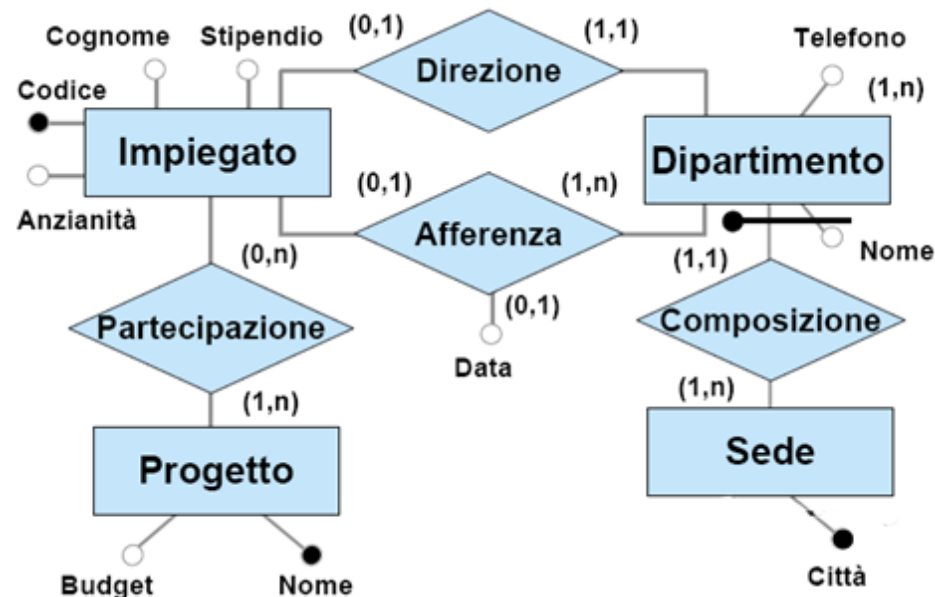 Cognome
Stipendio
(0,1)
Direzione
(1,1)
Telefono
(1,n)
Codice
Impiegato
Dipartimento
Anzianità
(0,1)
Afferenza
(1,n)
(0,1)
Data
Nome
(0,n)
Partecipazione
(1,n)
(1,1)
Composizione
(1,n)
Progetto
Sede
Budget
Nome
Città